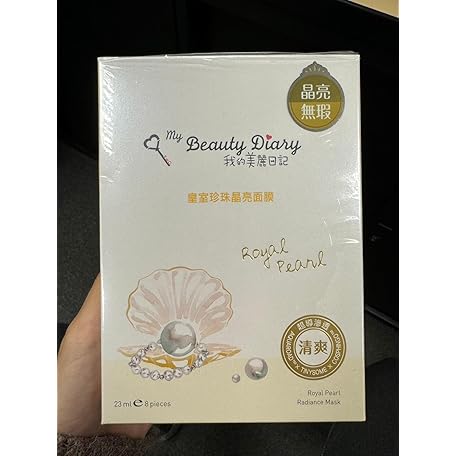 晶亮
無瑕
My Beauty Diary
我的美麗日記
皇室珍珠晶亮面膜
Royal
Pearl
清爽
TINYSOME
23 ml ℮ 8 pieces
Royal Pearl
Radiance Mask